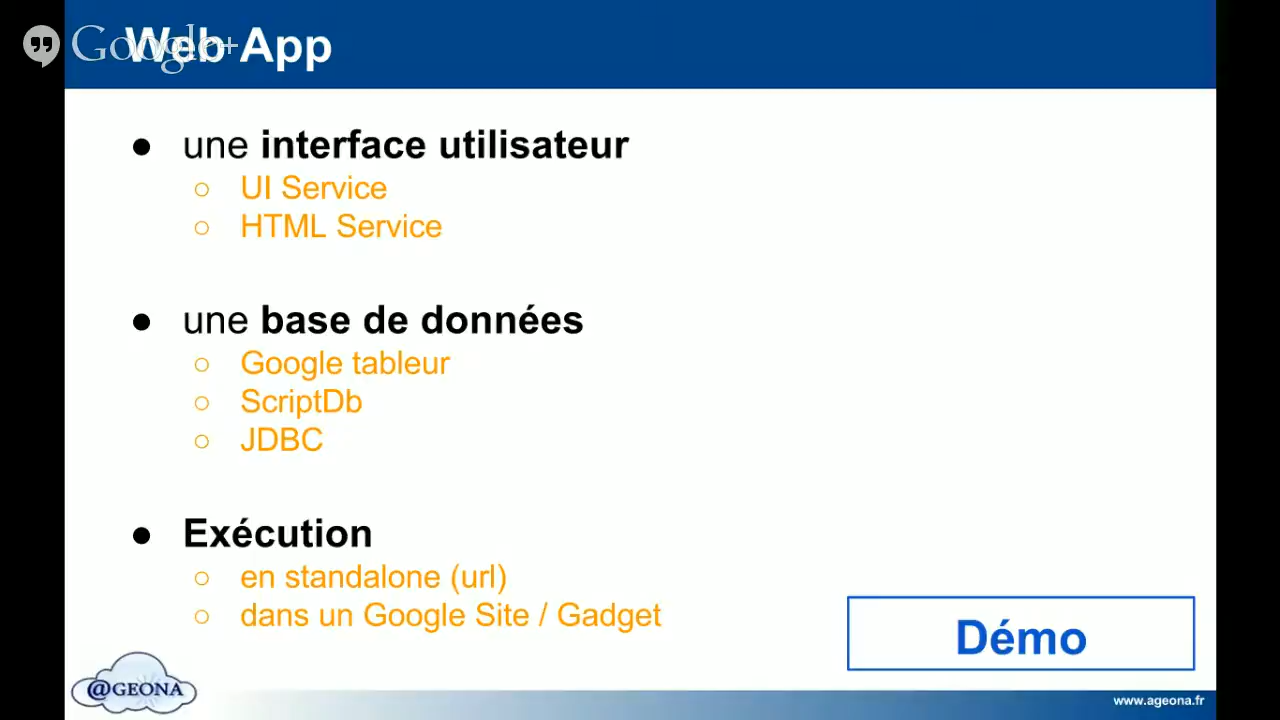 Google+
Web App
● une interface utilisateur
○ UI Service
○ HTML Service
● une base de données
○ Google tableur
○ ScriptDb
○ JDBC
● Exécution
○ en standalone (url)
○ dans un Google Site / Gadget
Démo
@GEONA
www.ageona.fr